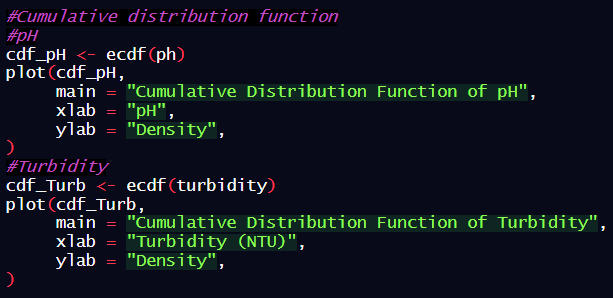 #Cumulative distribution function
#pH
cdf_pH <- ecdf(ph)
plot(cdf_pH,
     main = "Cumulative Distribution Function of pH",
     xlab = "pH",
     ylab = "Density",
)
#Turbidity
cdf_Turb <- ecdf(turbidity)
plot(cdf_Turb,
     main = "Cumulative Distribution Function of Turbidity",
     xlab = "Turbidity (NTU)",
     ylab = "Density",
)